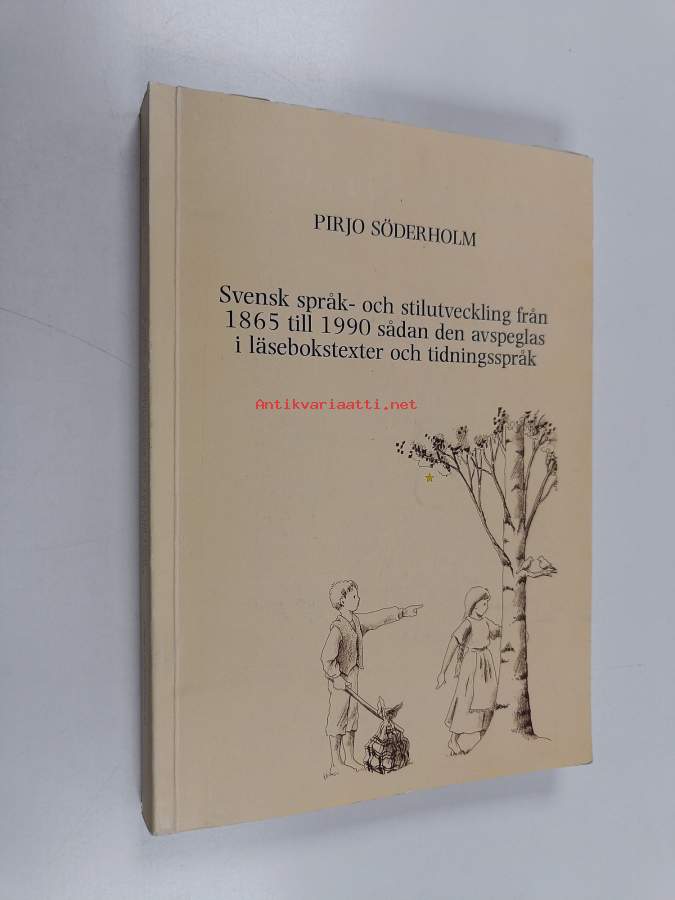 PIRJO SÖDERHOLM
Svensk språk- och stilutveckling från
1865 till 1990 sådan den avspeglas
i läsebokstexter och tidningsspråk
Antikvariaatti.net